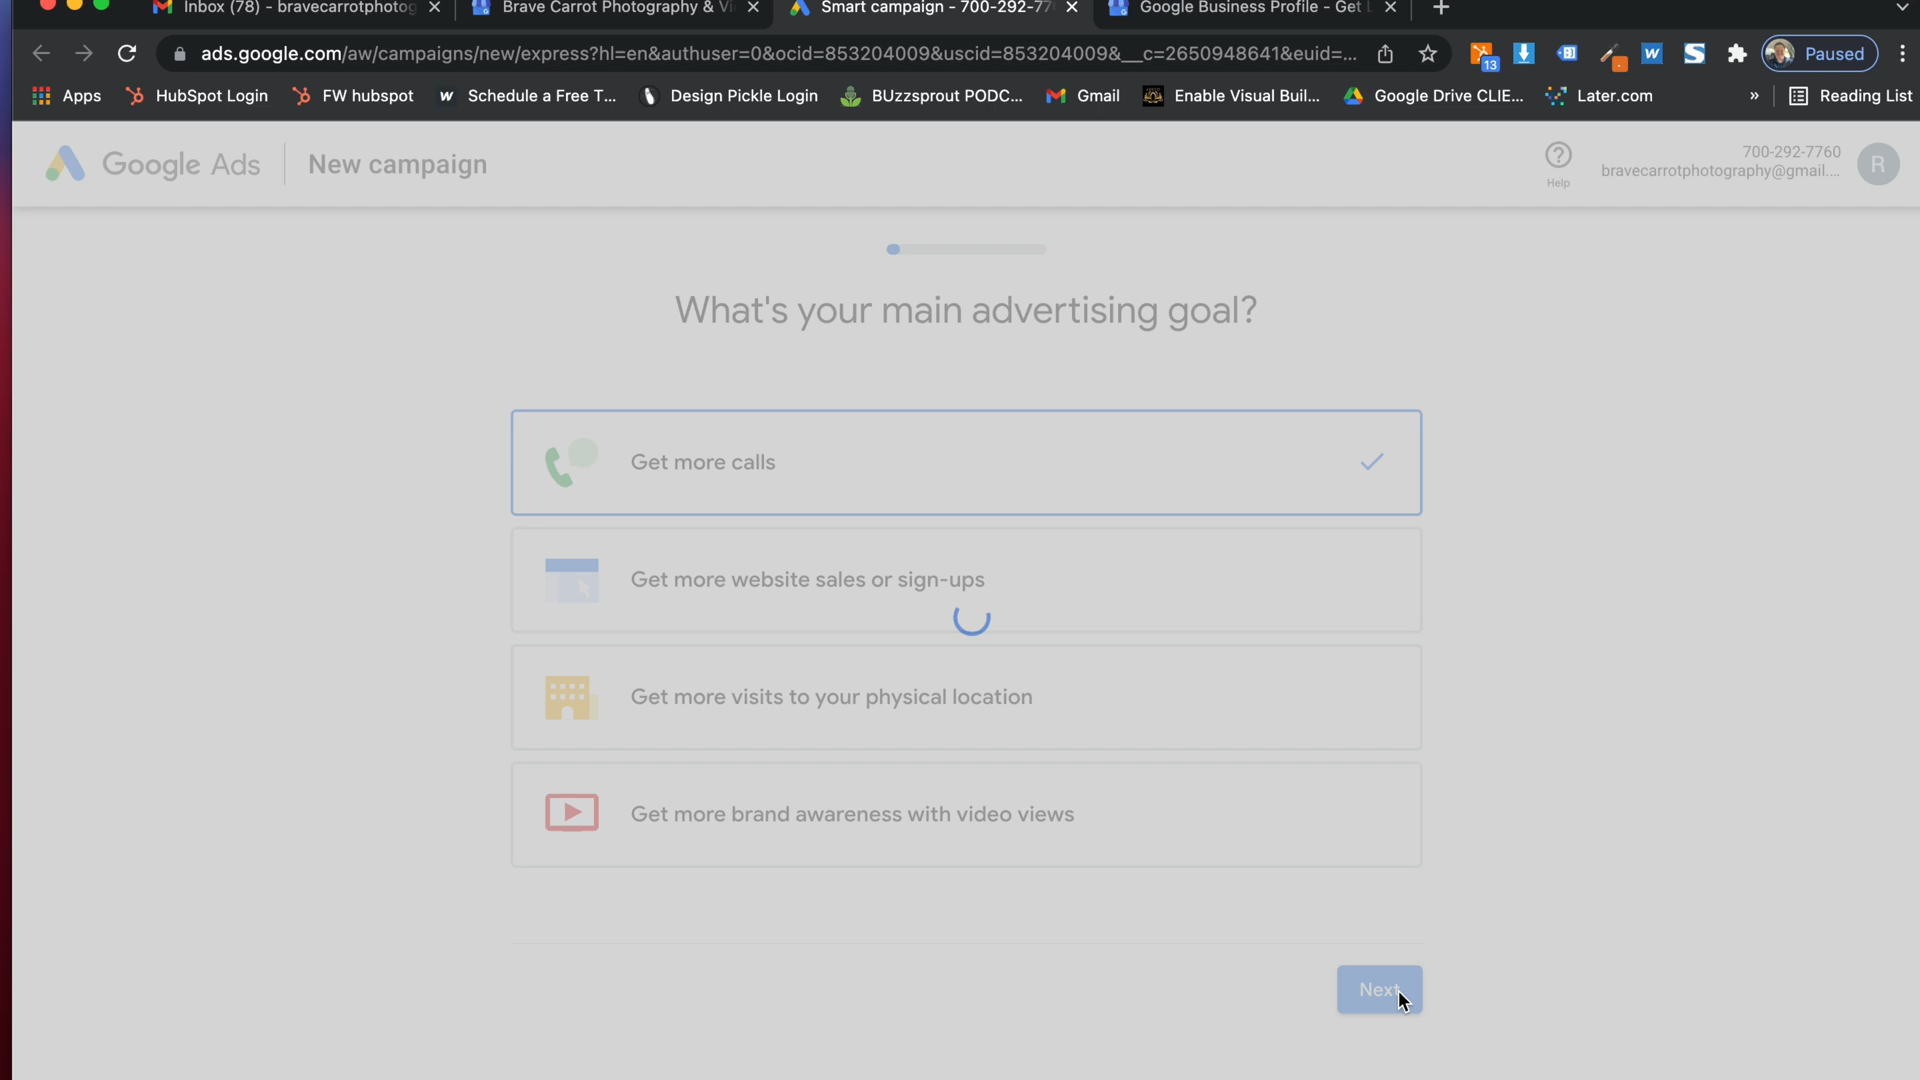 Inbox (78) - bravecarrotphotog
Brave Carrot Photography & Vi
Smart campaign - 700-292-77
Google Business Profile - Get L
ads.google.com/aw/campaigns/new/express?hl=en&authuser=0&ocid=853204009&uscid=853204009&__c=2650948641&euid=...
13
Paused
Apps
HubSpot Login
FW hubspot
Schedule a Free T...
Design Pickle Login
BUzzsprout PODC...
Gmail
Enable Visual Buil...
Google Drive CLIE...
Later.com
»
Reading List
Google Ads
New campaign
Help
700-292-7760
bravecarrotphotography@gmail....
R
What's your main advertising goal?
Get more calls
Get more website sales or sign-ups
Get more visits to your physical location
Get more brand awareness with video views
Next